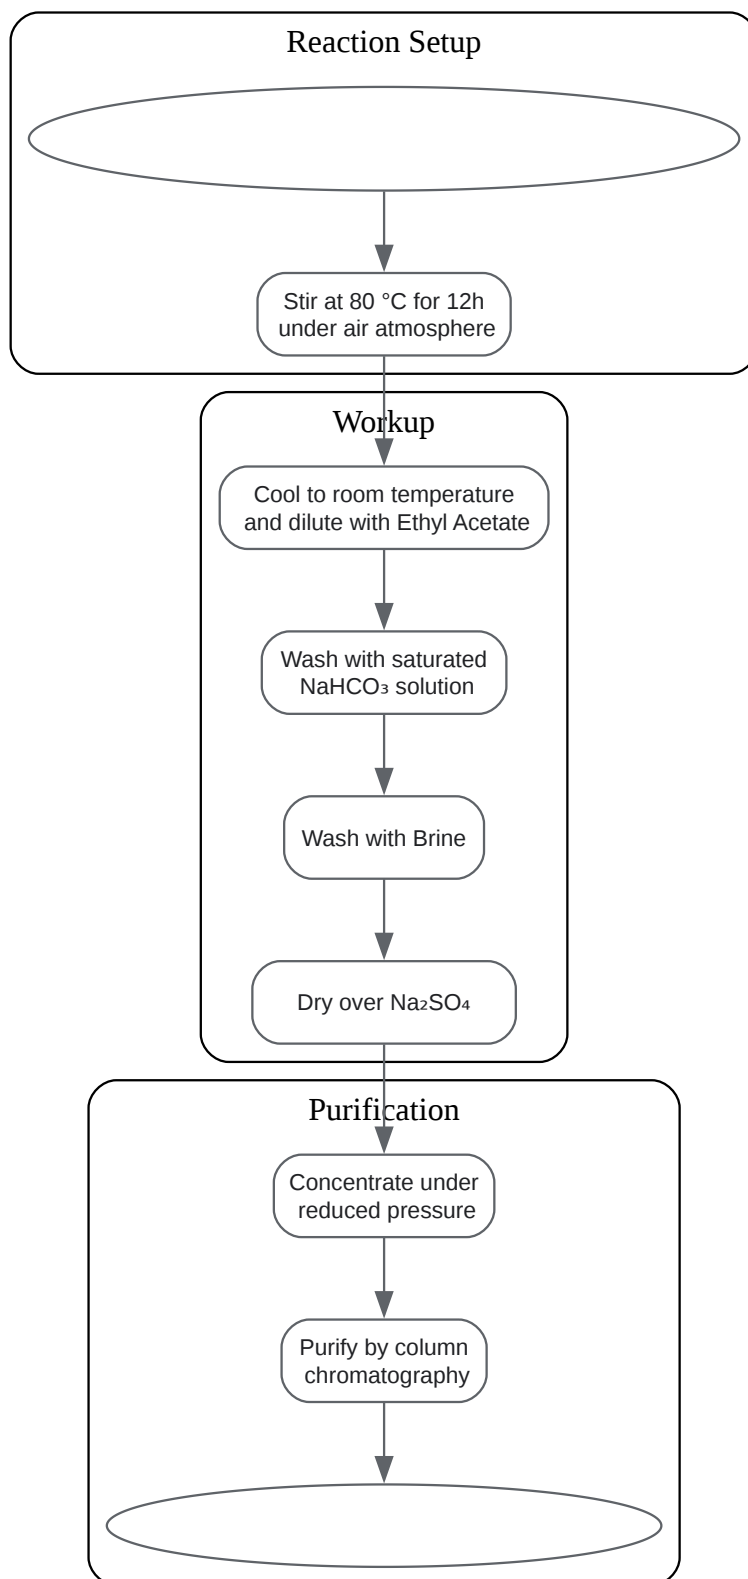 Reaction Setup
Stir at 80 °C for 12h
under air atmosphere
Workup
Cool to room temperature
and dilute with Ethyl Acetate
Wash with saturated
NaHCO₃ solution
Wash with Brine
Dry over Na₂SO₄
Purification
Concentrate under
reduced pressure
Purify by column
chromatography